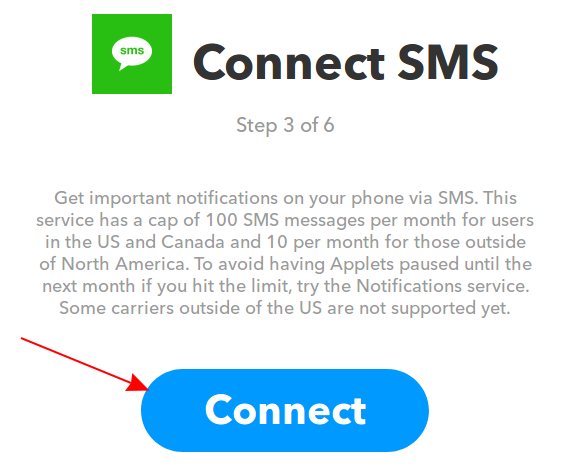 sms
Connect SMS
Step 3 of 6
Get important notifications on your phone via SMS. This
service has a cap of 100 SMS messages per month for users
in the US and Canada and 10 per month for those outside
of North America. To avoid having Applets paused until the
next month if you hit the limit, try the Notifications service.
Some carriers outside of the US are not supported yet.
Connect